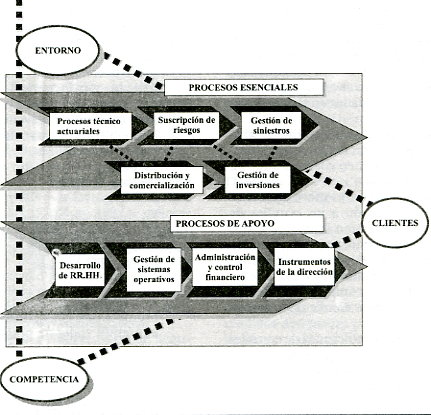 ENTORNO
PROCESOS ESENCIALES
Procesos técnico
actuariales
Suscripción de
riesgos
Gestión de
siniestros
Distribución y
comercialización
Gestión de
inversiones
CLIENTES
PROCESOS DE APOYO
Desarrollo
de RR.HH.
Gestión de
sistemas
operativos
Administración
y control
financiero
Instrumentos
de la dirección
COMPETENCIA